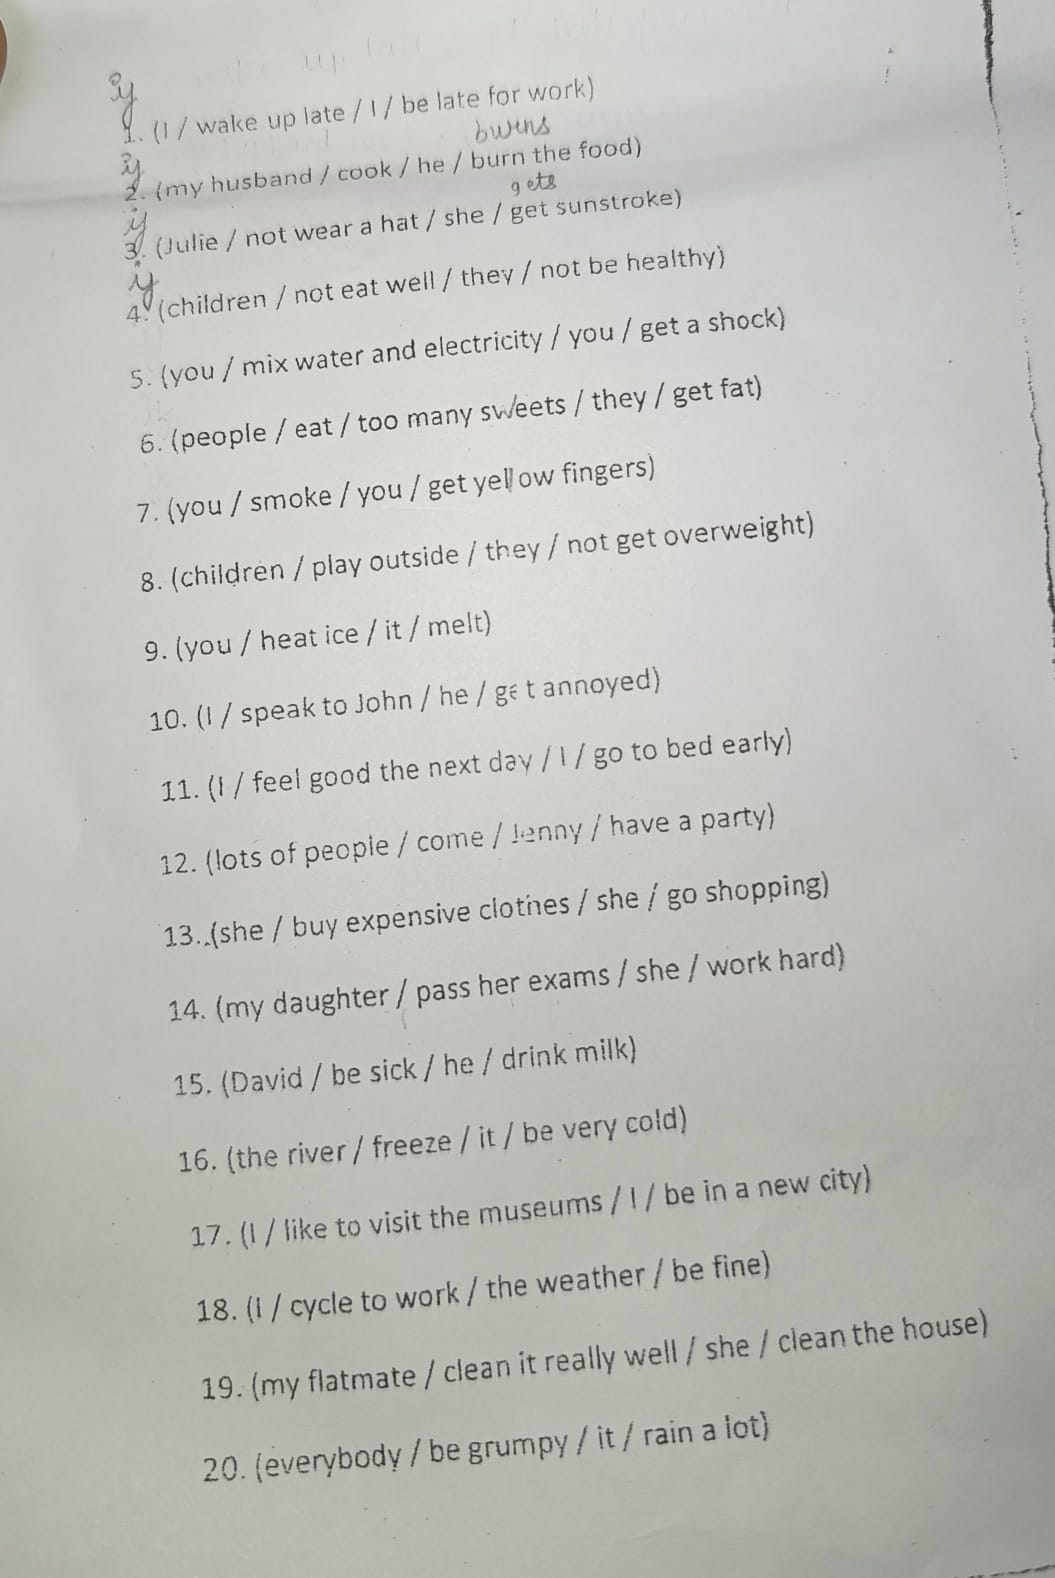 1. (I / wake up late / I / be late for work)
burns
2. (my husband / cook / he / burn the food)
gets
3. (Julie / not wear a hat / she / get sunstroke)
4. (children / not eat well / they / not be healthy)
5. (you / mix water and electricity / you / get a shock)
6. (people / eat / too many sweets / they / get fat)
7. (you / smoke / you / get yellow fingers)
8. (children / play outside / they / not get overweight)
9. (you / heat ice / it / melt)
10. (I / speak to John / he / get annoyed)
11. (I / feel good the next day / I / go to bed early)
12. (lots of people / come / Jenny / have a party)
13. (she / buy expensive clothes / she / go shopping)
14. (my daughter / pass her exams / she / work hard)
15. (David / be sick / he / drink milk)
16. (the river / freeze / it / be very cold)
17. (I / like to visit the museums / I / be in a new city)
18. (I / cycle to work / the weather / be fine)
19. (my flatmate / clean it really well / she / clean the house)
20. (everybody / be grumpy / it / rain a lot)